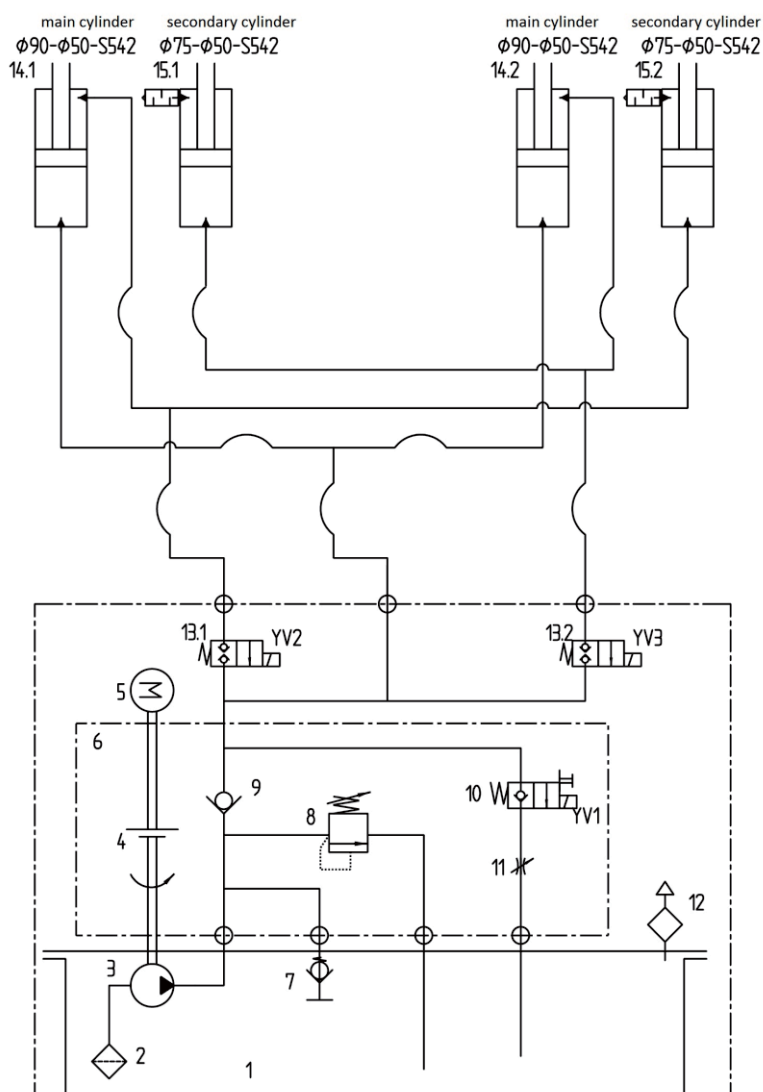 main cylinder
Φ90-Φ50-S542
14.1
secondary cylinder
Φ75-Φ50-S542
15.1
main cylinder
Φ90-Φ50-S542
14.2
secondary cylinder
Φ75-Φ50-S542
15.2
13.1
YV2
13.2
YV3
5
M
6
9
8
10
YV1
4
11
12
3
7
2
1